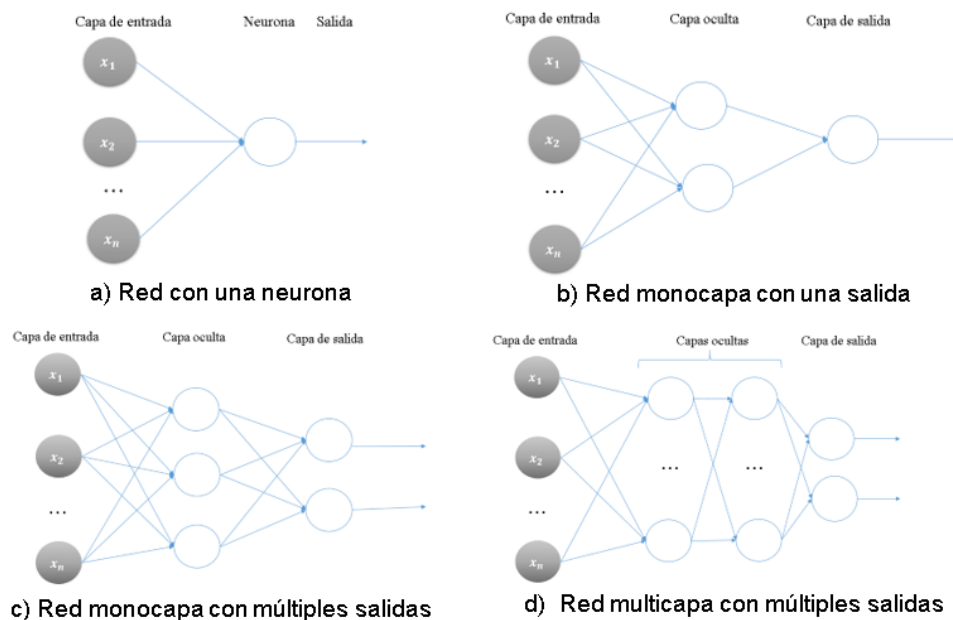 Capa de entrada Neurona Salida
x₁
x₂
...
xₙ
a) Red con una neurona
Capa de entrada Capa oculta Capa de salida
x₁
x₂
...
xₙ
b) Red monocapa con una salida
Capa de entrada Capa oculta Capa de salida
x₁
x₂
...
xₙ
c) Red monocapa con múltiples salidas
Capa de entrada Capas ocultas Capa de salida
x₁
x₂
... ... ...
xₙ
d) Red multicapa con múltiples salidas